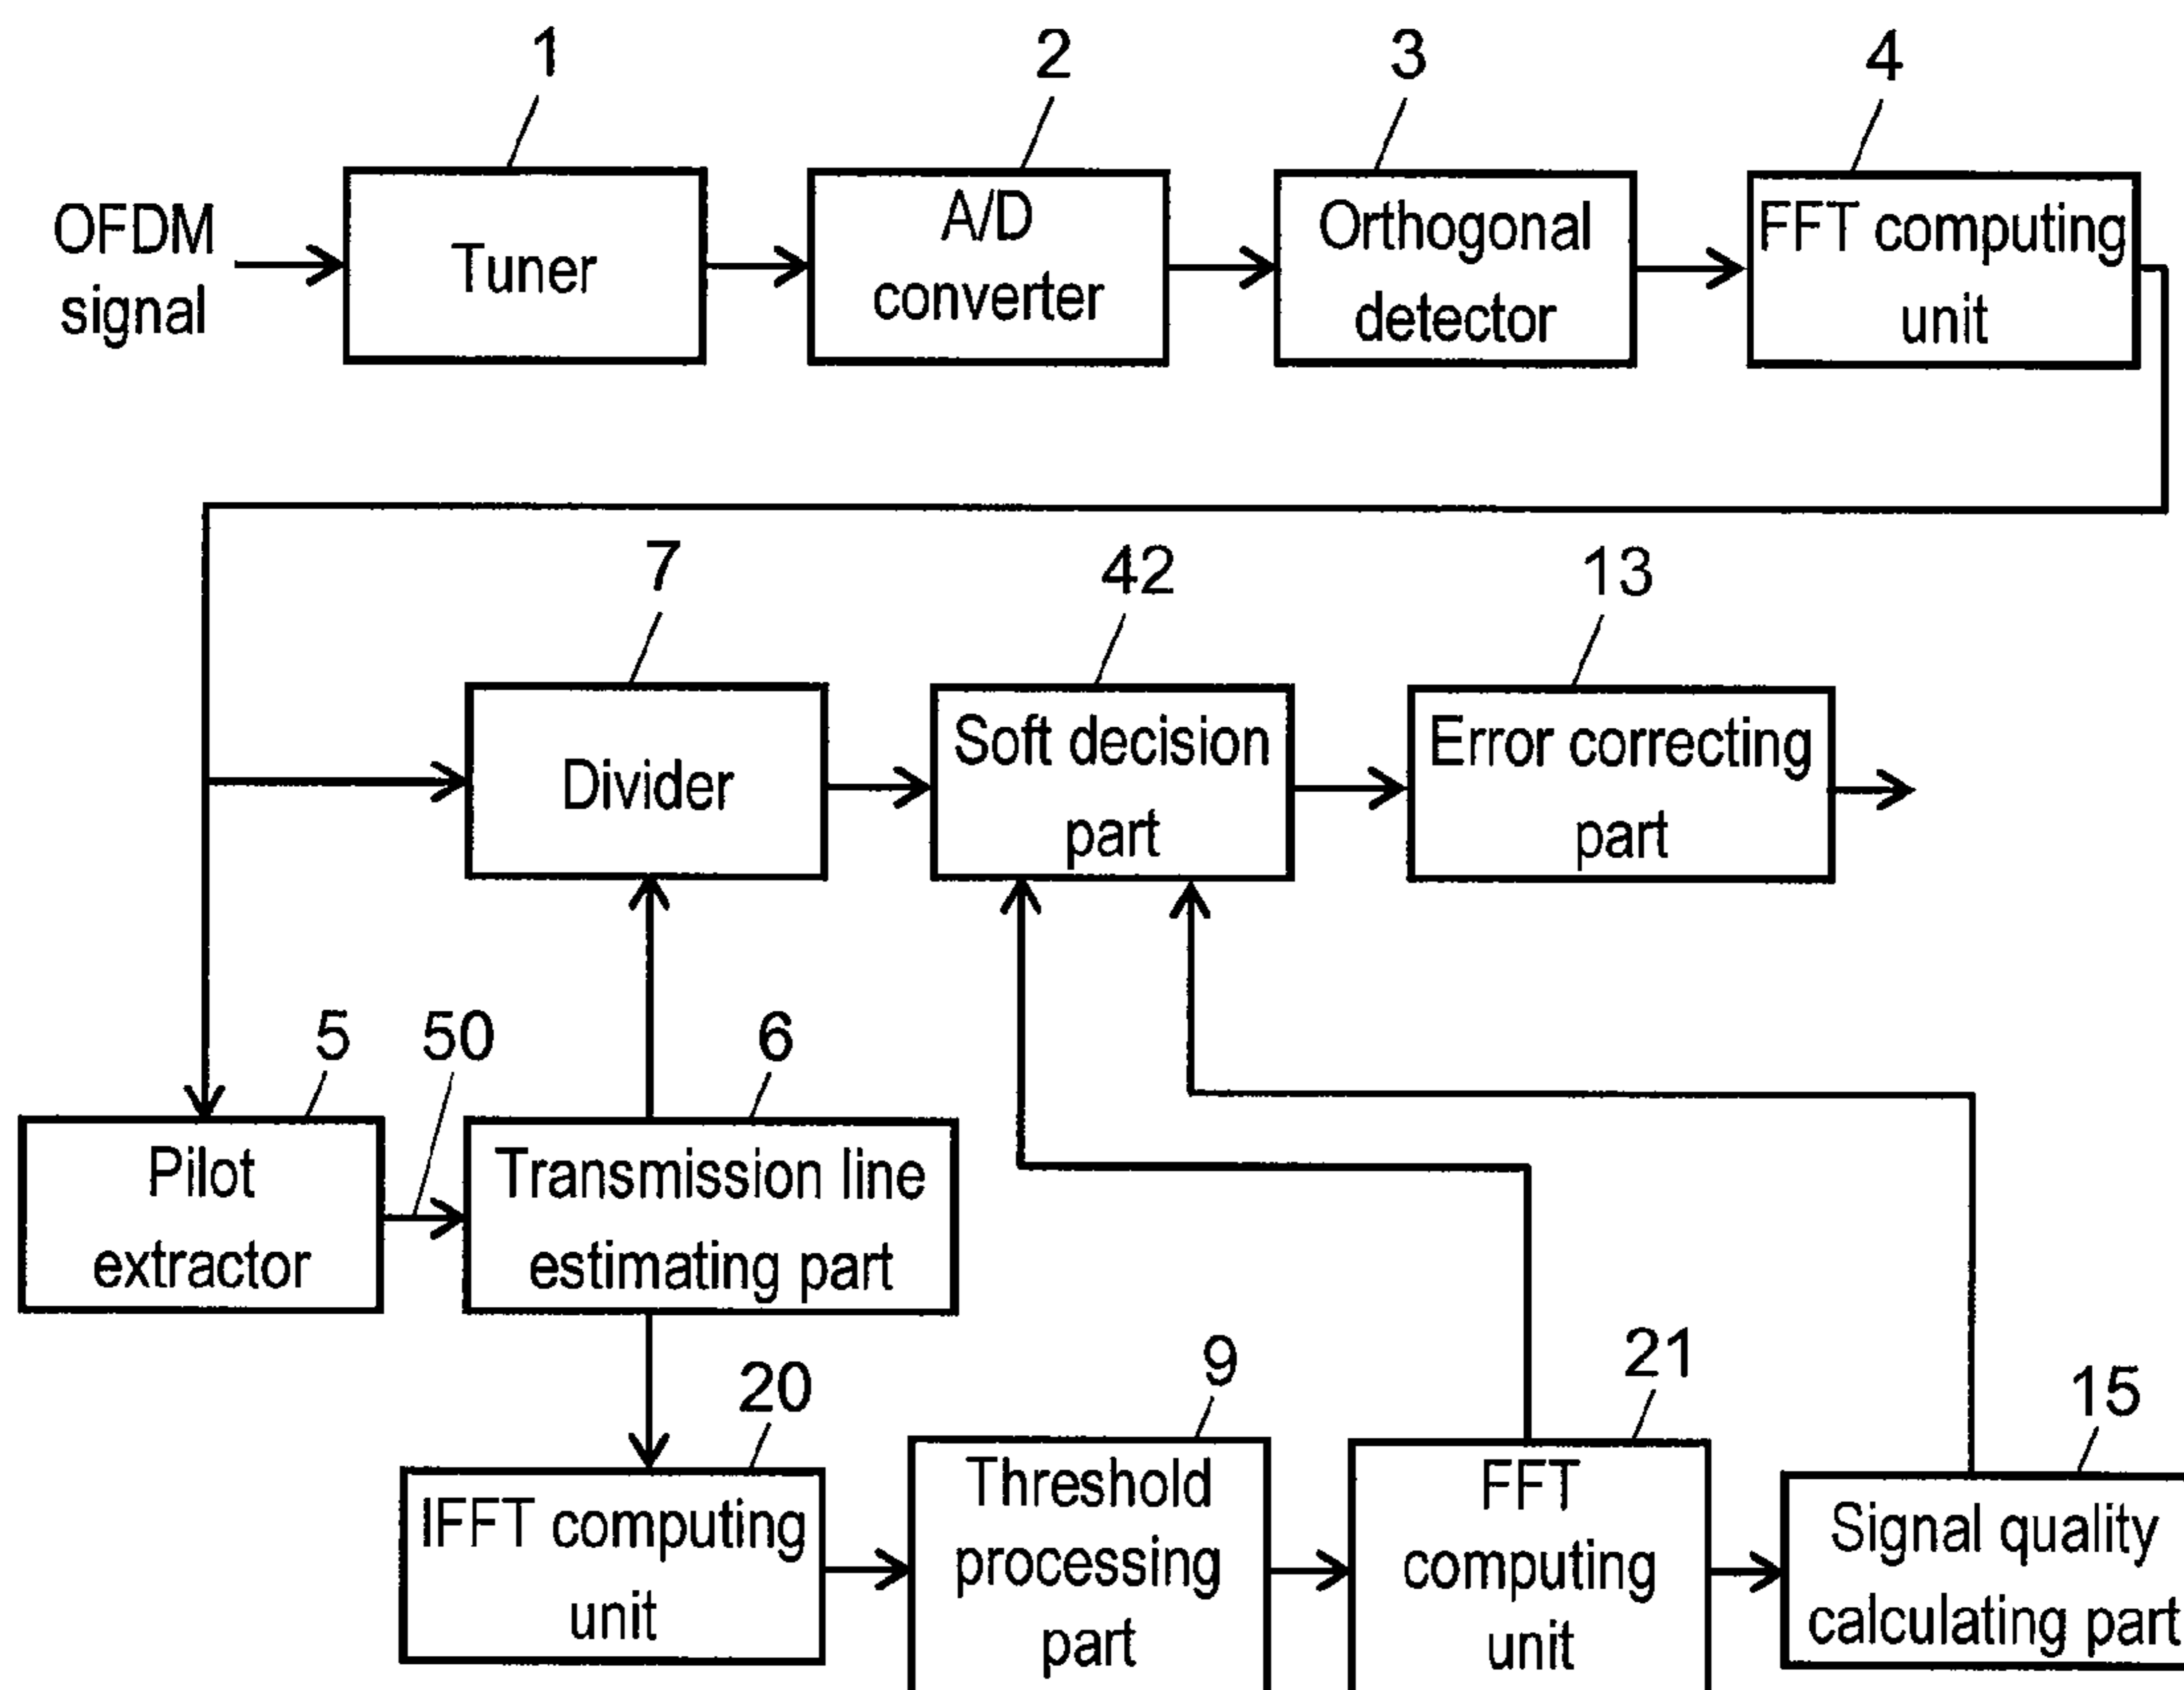 1
2
3
4
OFDM
signal
Tuner
A/D
converter
Orthogonal
detector
FFT computing
unit
7
42
13
Divider
Soft decision
part
Error correcting
part
5
50
6
Pilot
extractor
Transmission line
estimating part
20
9
21
15
IFFT computing
unit
Threshold
processing
part
FFT
computing
unit
Signal quality
calculating part